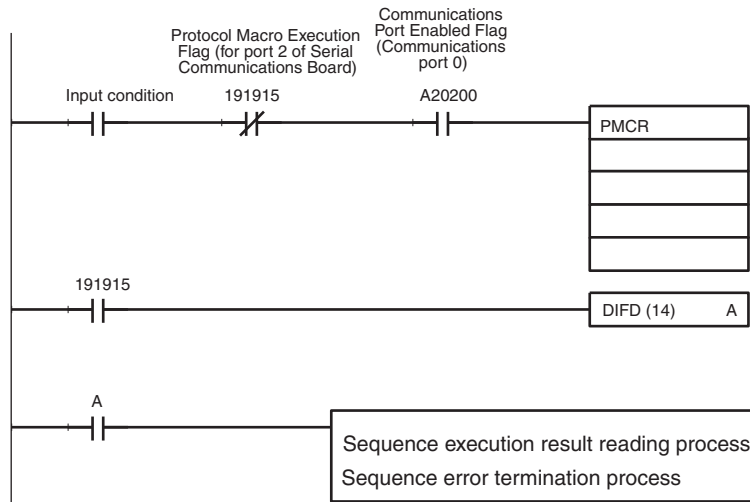 Protocol Macro Execution
Flag (for port 2 of Serial
Communications Board)
Communications
Port Enabled Flag
(Communications
port 0)
Input condition
191915
A20200
PMCR
191915
DIFD (14) A
A
Sequence execution result reading process
Sequence error termination process